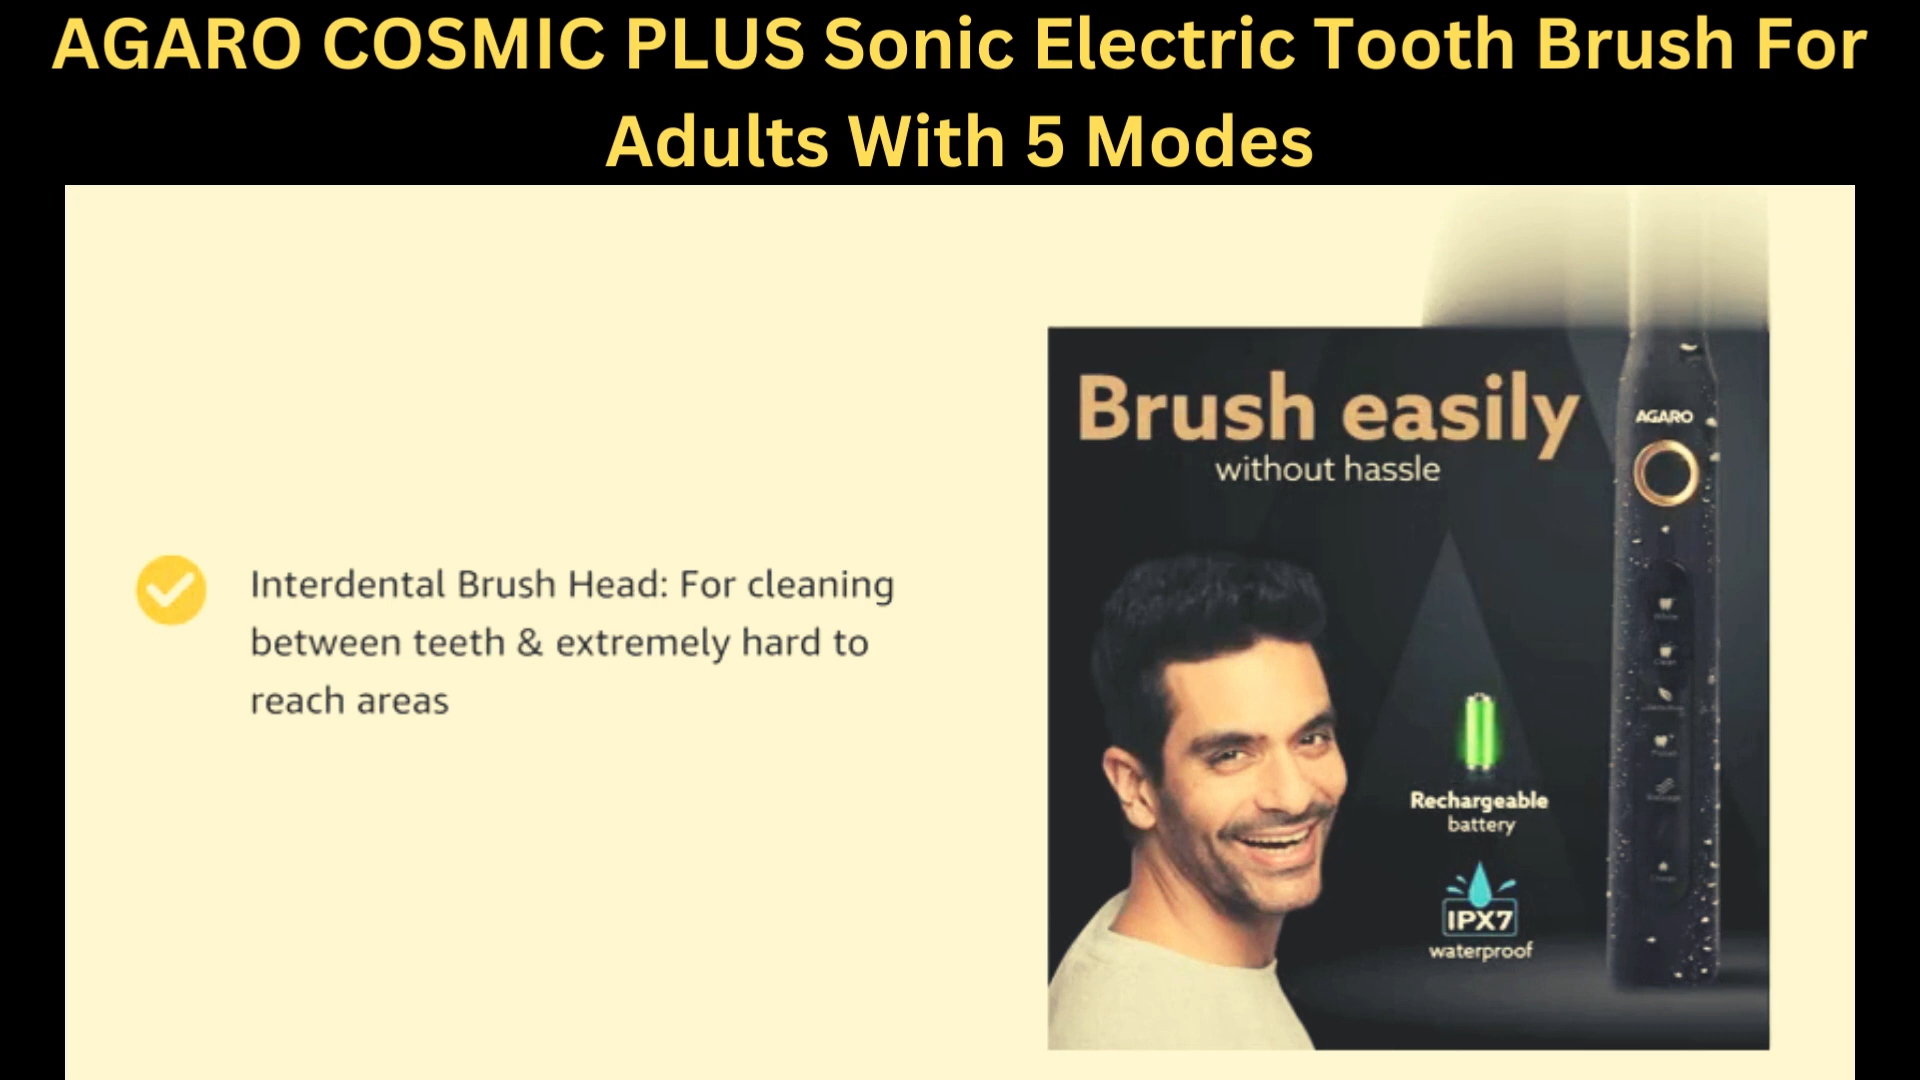 AGARO COSMIC PLUS Sonic Electric Tooth Brush For
Adults With 5 Modes
Interdental Brush Head: For cleaning
between teeth & extremely hard to
reach areas
Brush easily
without hassle
AGARO
Rechargeable
battery
IPX7
waterproof